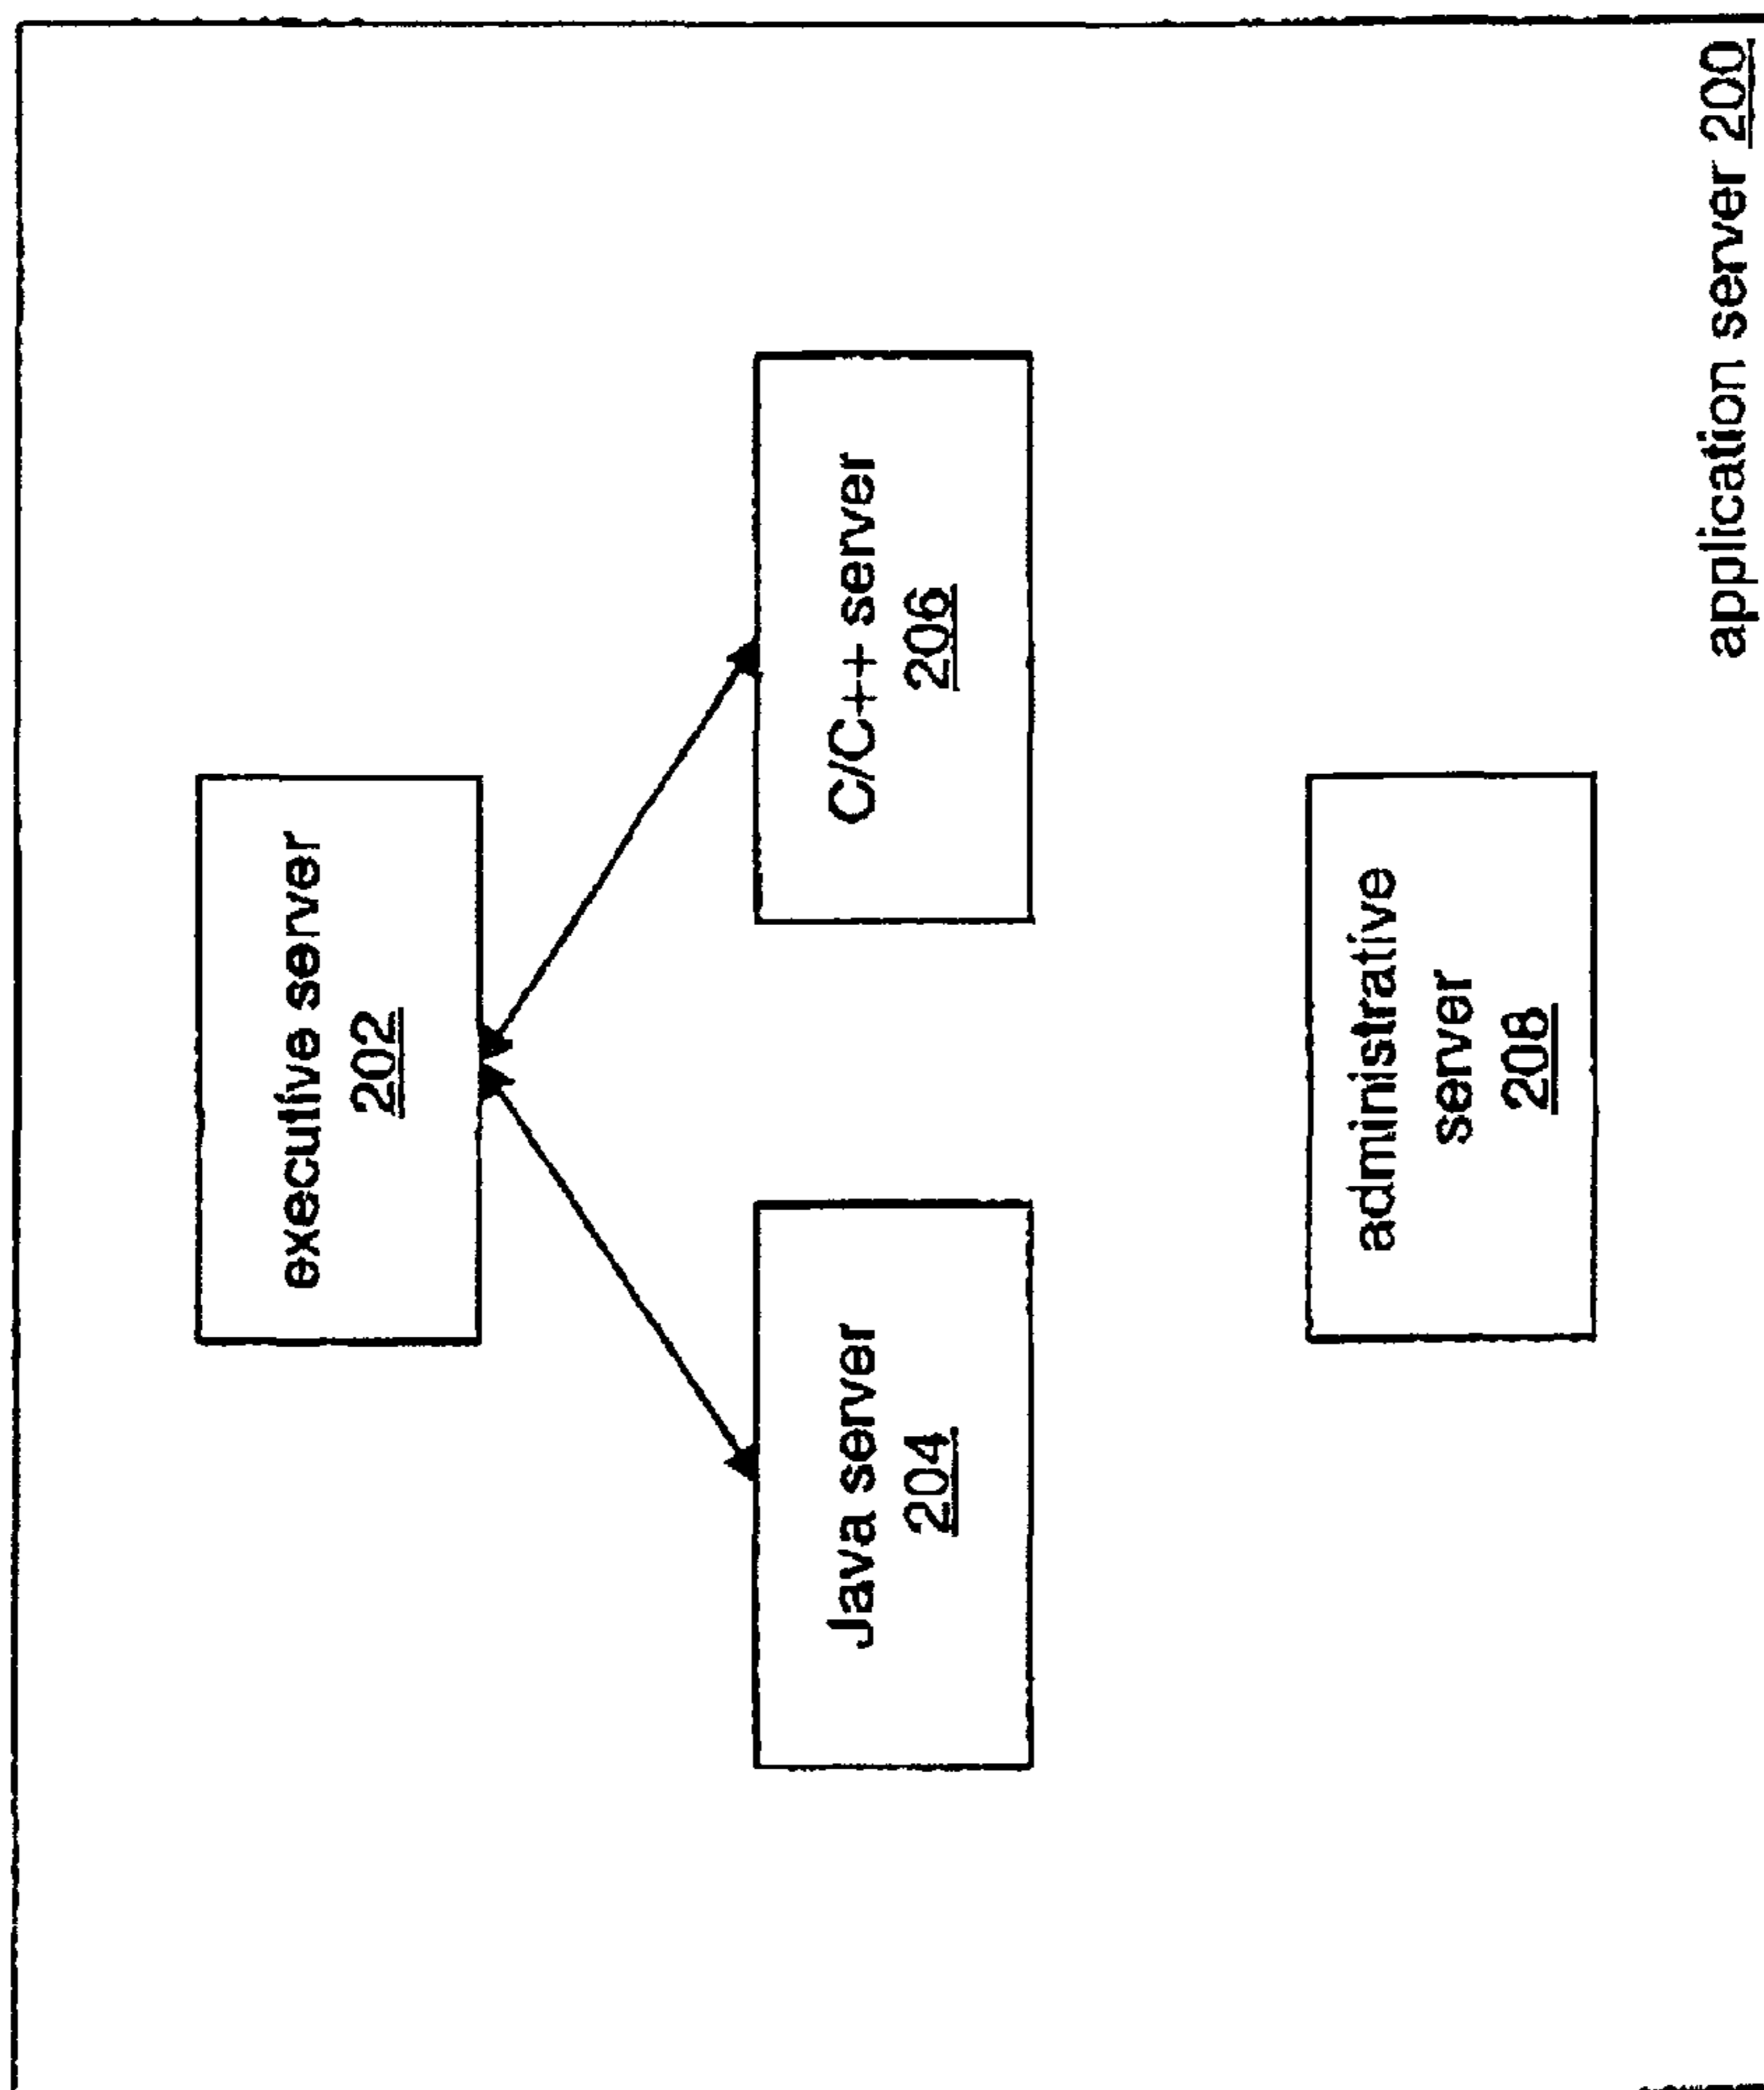 executive server
202
Java server
204
C/C++ server
206
administrative
server
208
application server 200